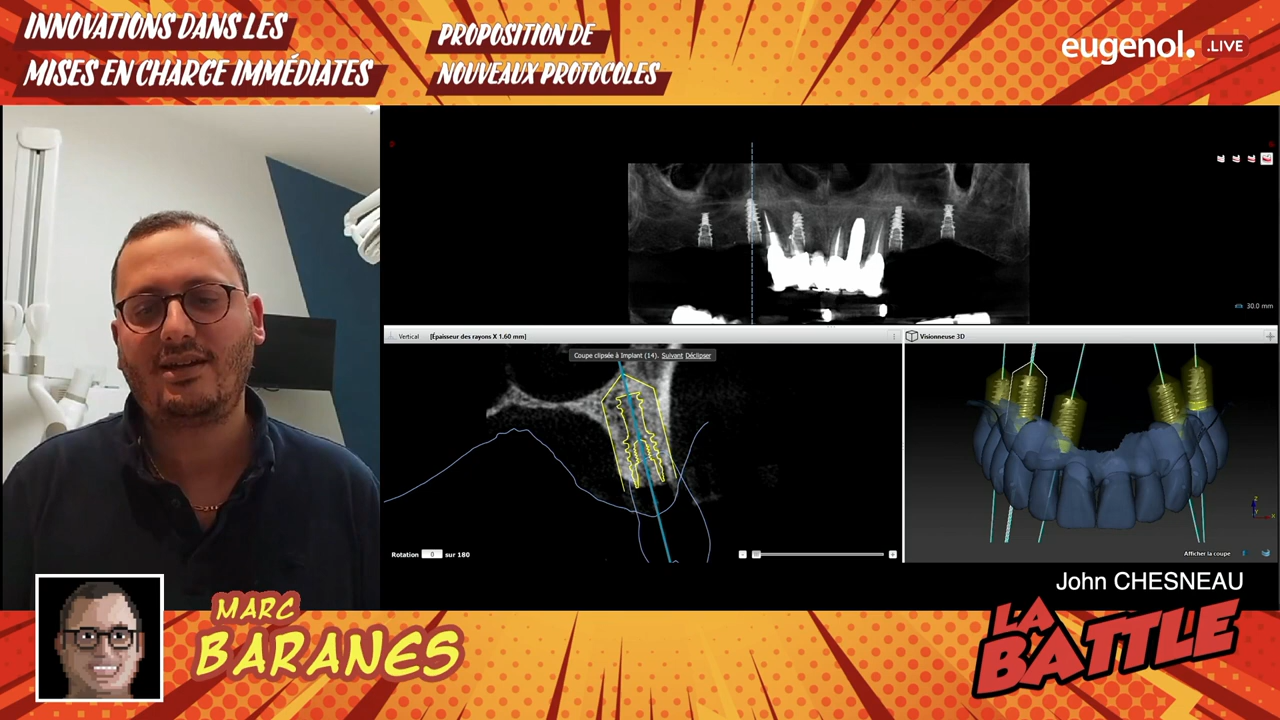 INNOVATIONS DANS LES
MISES EN CHARGE IMMÉDIATES
PROPOSITION DE
NOUVEAUX PROTOCOLES
eugenol. .LIVE
30.0 mm
Vertical [Épaisseur des rayons X 1.60 mm]
Visionneuse 3D
Coupe clipsée à Implant (14). Suivant Déclipser
Rotation 0 sur 180
Afficher la coupe
John CHESNEAU
MARC
BARANES
LA
BATTLE